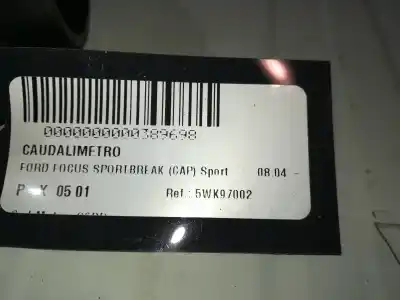 0000000000389698
CAUDALIMETRO
FORD FOCUS SPORTBREAK (CAP) Sport 08.04 -
P X 05 01 Ref.: 5WK97002